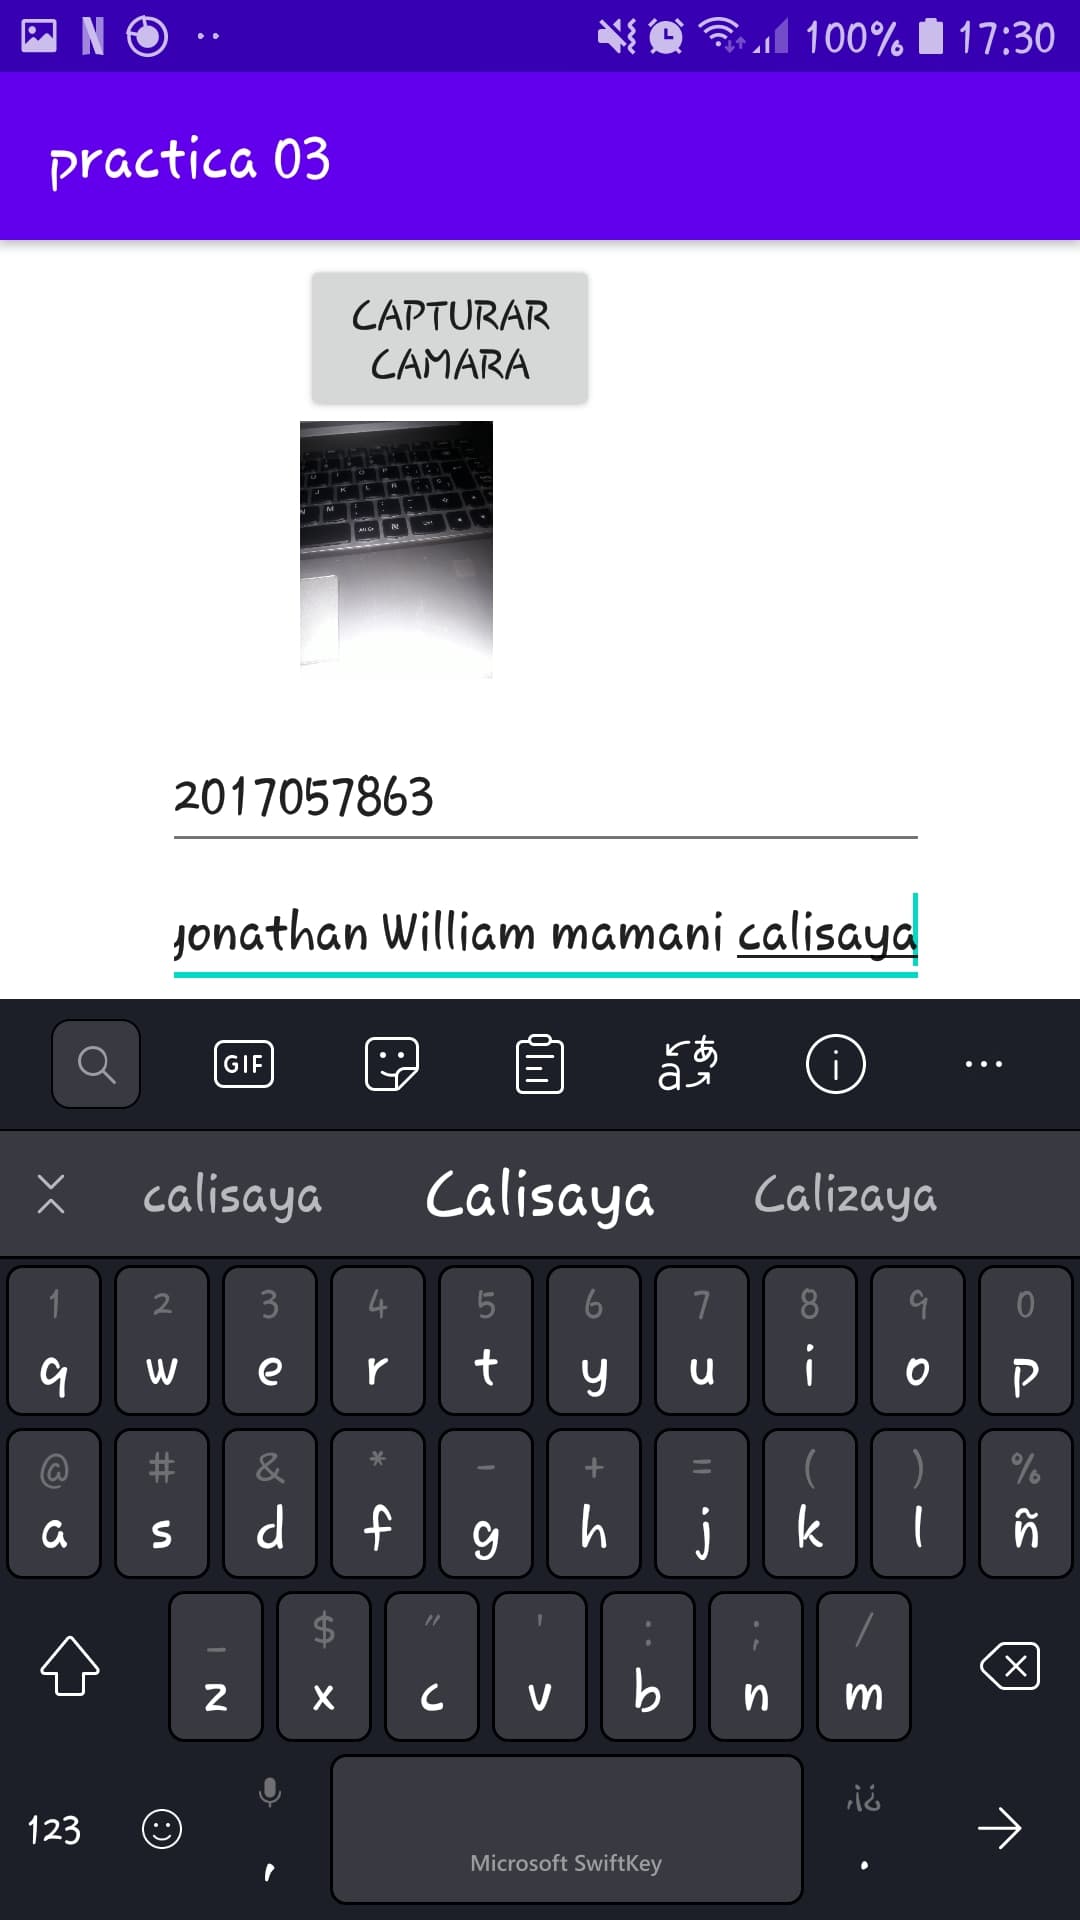 100% 17:30
practica 03
CAPTURAR
CAMARA
2017057863
jonathan William mamani calisaya
GIF
calisaya Calisaya Calizaya
1 2 3 4 5 6 7 8 9 0
q w e r t y u i o p
@ # & * - + = ( ) %
a s d f g h j k l ñ
_ $ " ' : ; /
z x c v b n m
123 , Microsoft SwiftKey .